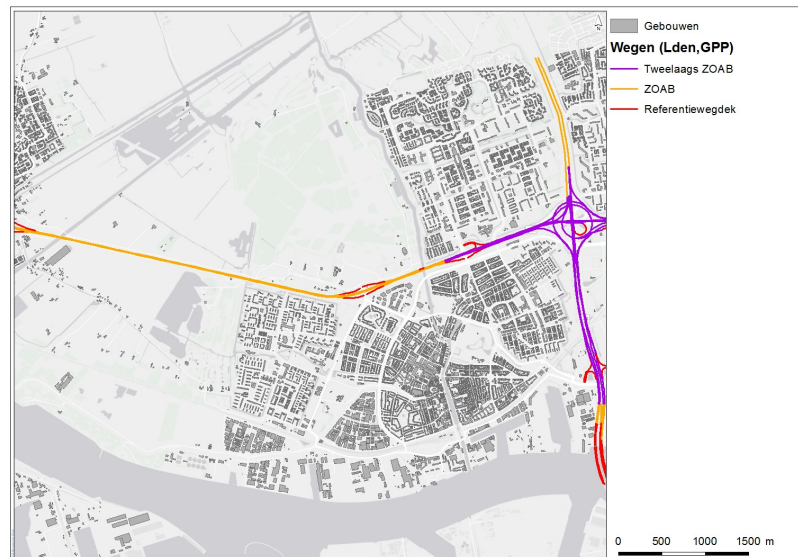 Gebouwen
Wegen (Lden,GPP)
Tweelaags ZOAB
ZOAB
Referentiewegdek
0 500 1000 1500 m